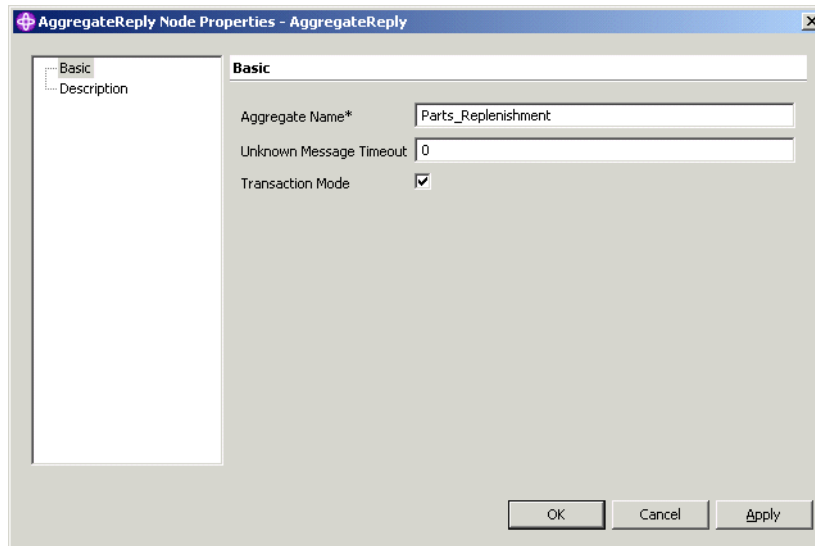 AggregateReply Node Properties - AggregateReply
Basic
Description
Basic
Aggregate Name* Parts_Replenishment
Unknown Message Timeout 0
Transaction Mode
OK Cancel Apply